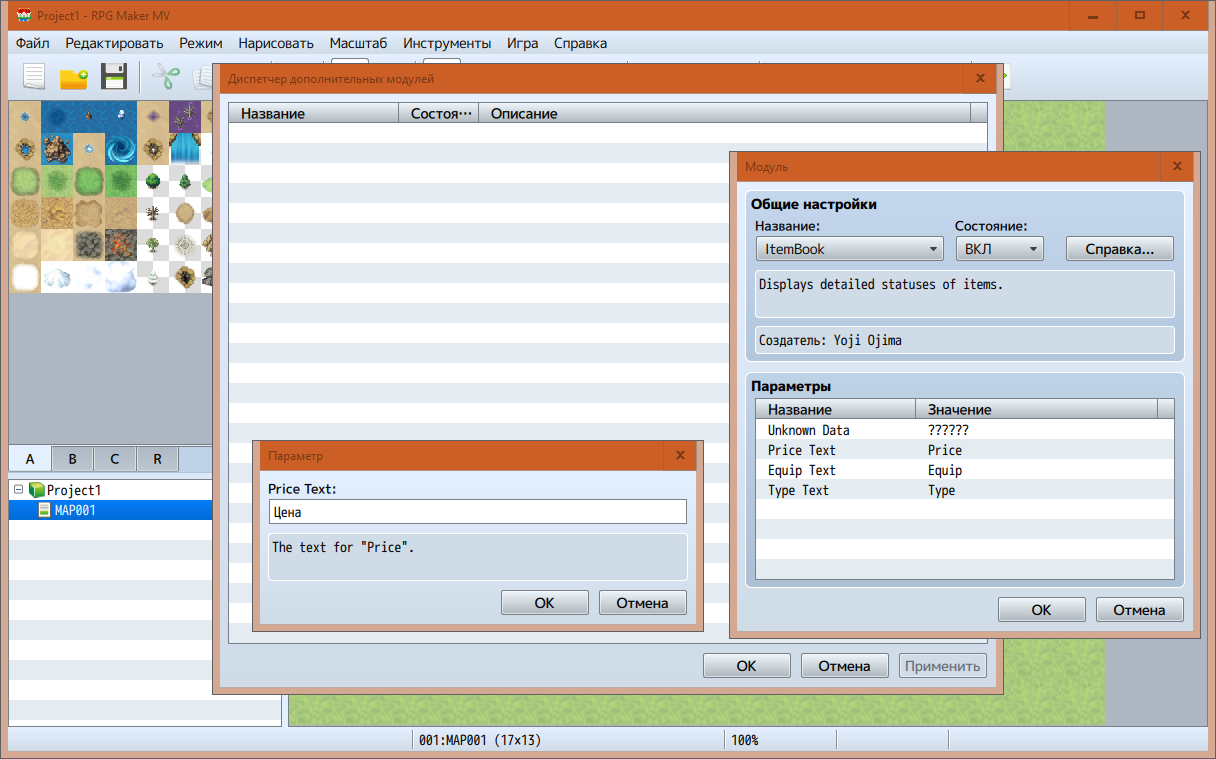 Project1 - RPG Maker MV
Файл Редактировать Режим Нарисовать Масштаб Инструменты Игра Справка
Диспетчер дополнительных модулей
Название Состоя··· Описание
Модуль
Общие настройки
Название: Состояние:
ItemBook ВКЛ Справка...
Displays detailed statuses of items.
Создатель: Yoji Ojima
Параметры
Название Значение
Unknown Data ??????
Price Text Price
Equip Text Equip
Type Text Type
OK Отмена
Параметр
Price Text:
Цена
The text for "Price".
OK Отмена
OK Отмена Применить
A B C R
Project1
MAP001
001:MAP001 (17x13) 100%